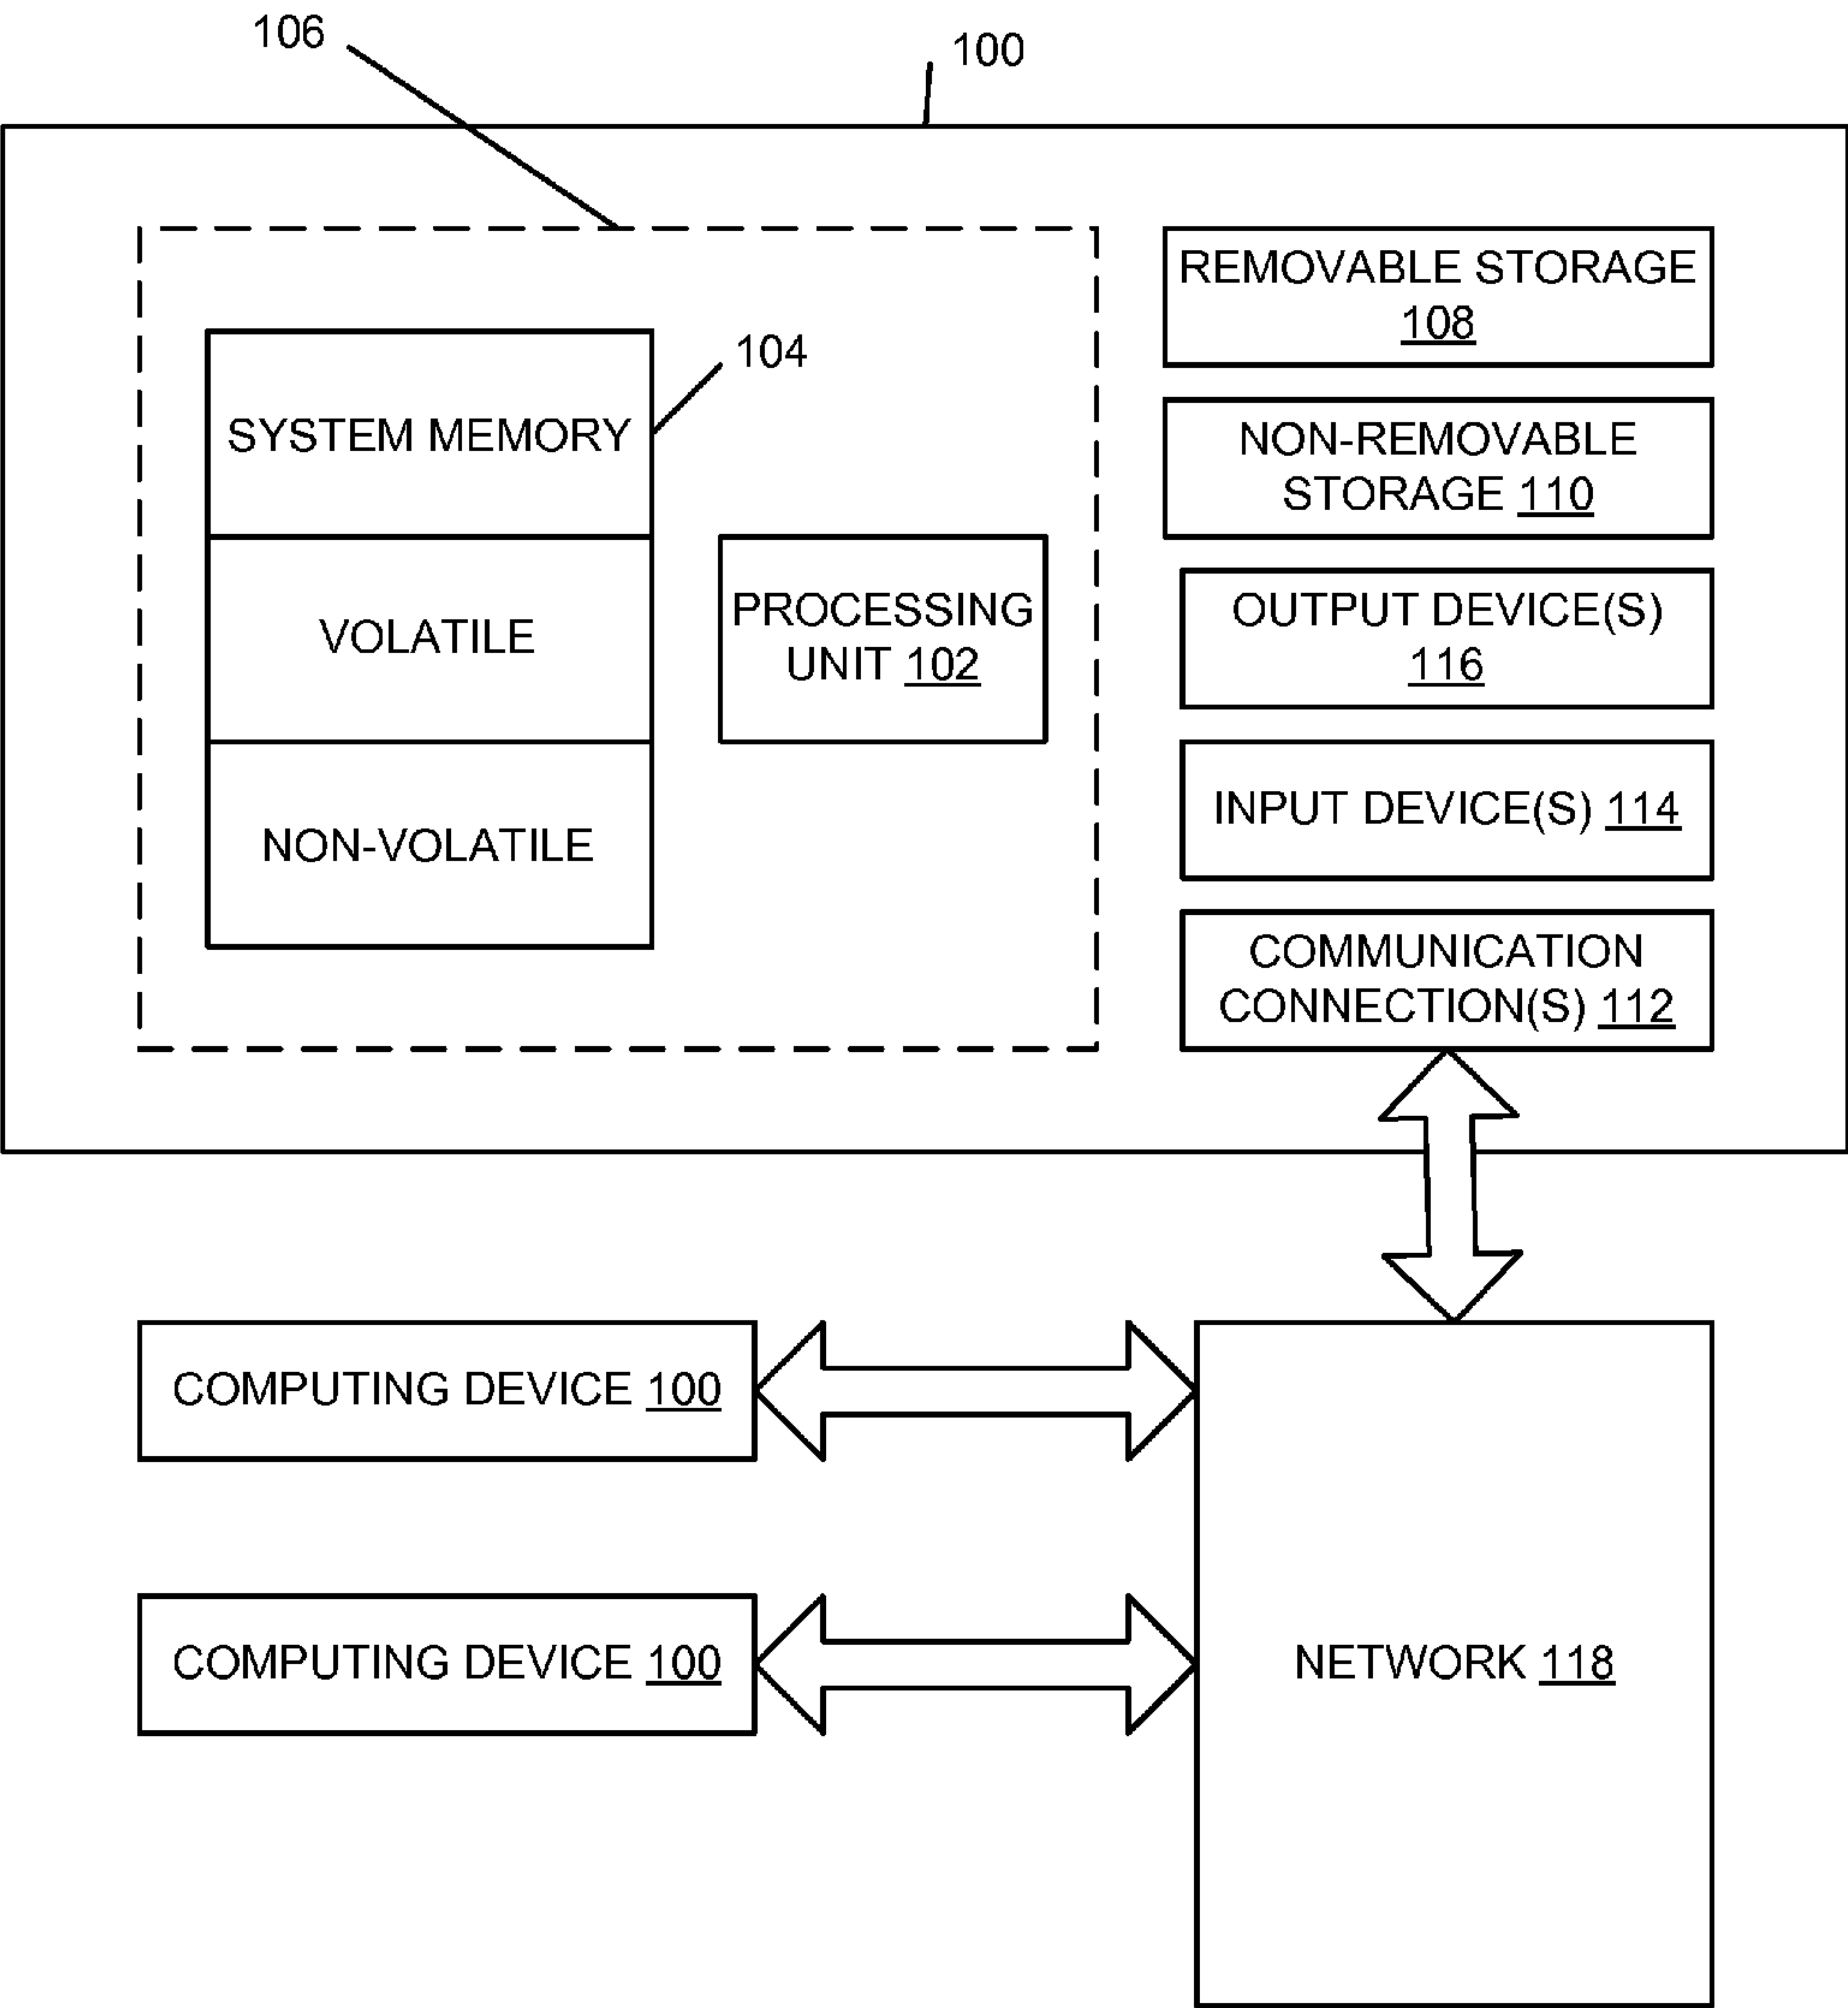 106
100
REMOVABLE STORAGE
108
104
SYSTEM MEMORY
NON-REMOVABLE
STORAGE 110
VOLATILE
PROCESSING
UNIT 102
OUTPUT DEVICE(S)
116
NON-VOLATILE
INPUT DEVICE(S) 114
COMMUNICATION
CONNECTION(S) 112
COMPUTING DEVICE 100
COMPUTING DEVICE 100
NETWORK 118